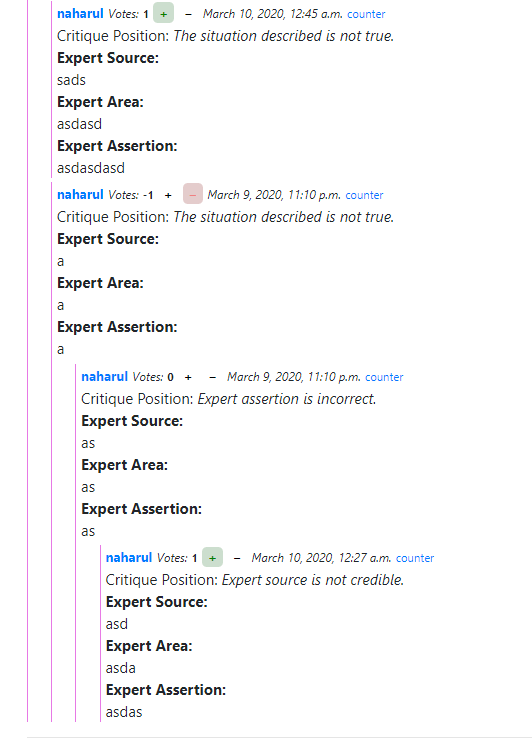 naharul Votes: 1 + − March 10, 2020, 12:45 a.m. counter
Critique Position: The situation described is not true.
Expert Source:
sads
Expert Area:
asdasd
Expert Assertion:
asdasdasd
naharul Votes: -1 + − March 9, 2020, 11:10 p.m. counter
Critique Position: The situation described is not true.
Expert Source:
a
Expert Area:
a
Expert Assertion:
a
naharul Votes: 0 + − March 9, 2020, 11:10 p.m. counter
Critique Position: Expert assertion is incorrect.
Expert Source:
as
Expert Area:
as
Expert Assertion:
as
naharul Votes: 1 + − March 10, 2020, 12:27 a.m. counter
Critique Position: Expert source is not credible.
Expert Source:
asd
Expert Area:
asda
Expert Assertion:
asdas